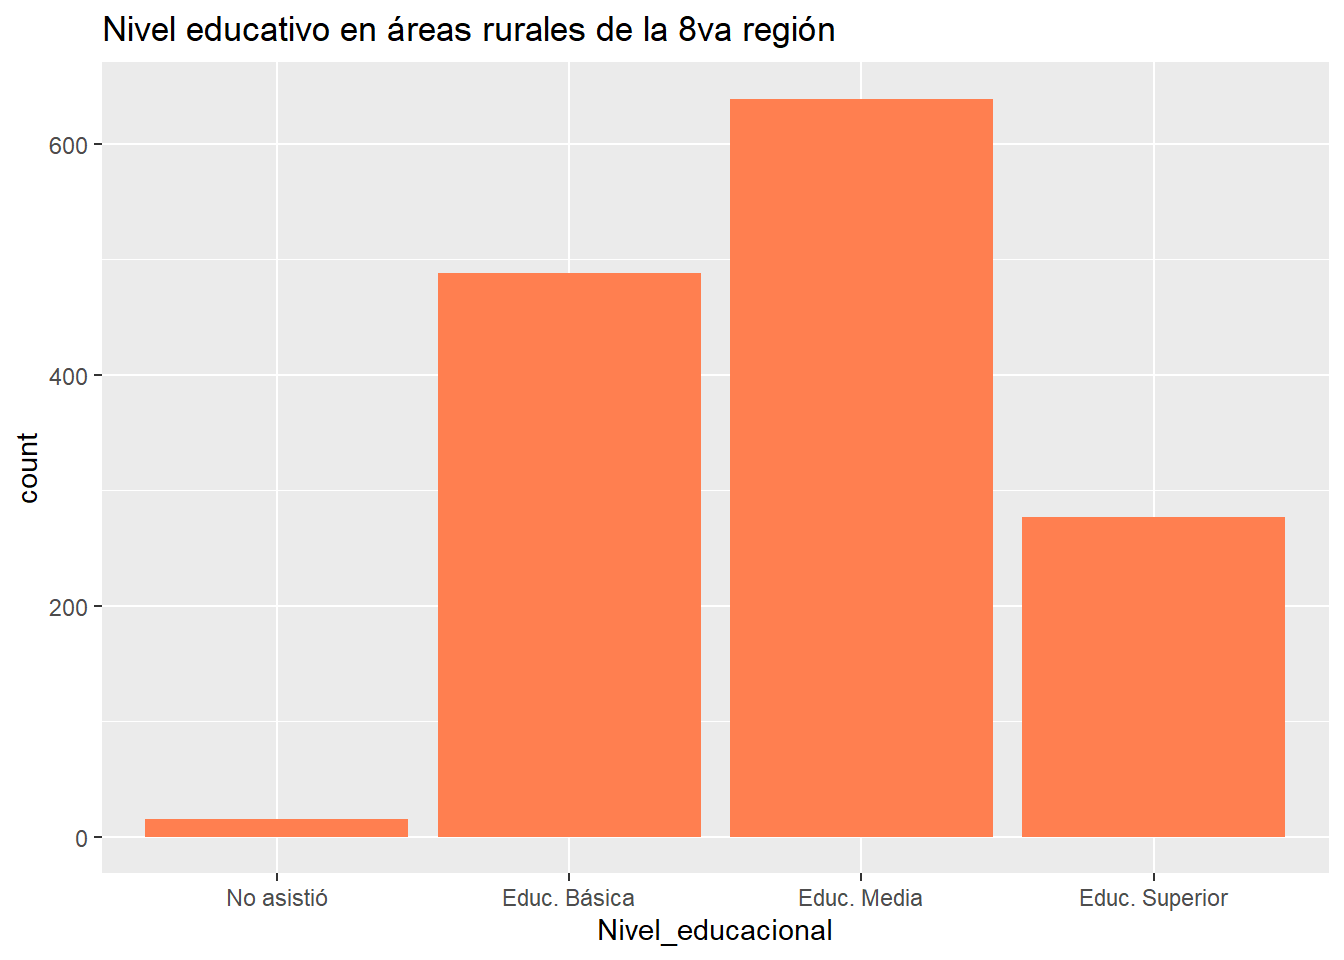 Nivel educativo en áreas rurales de la 8va región
600
400
200
0
count
No asistió Educ. Básica Educ. Media Educ. Superior
Nivel_educacional